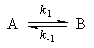 A k₁ ⇌ k₋₁ B